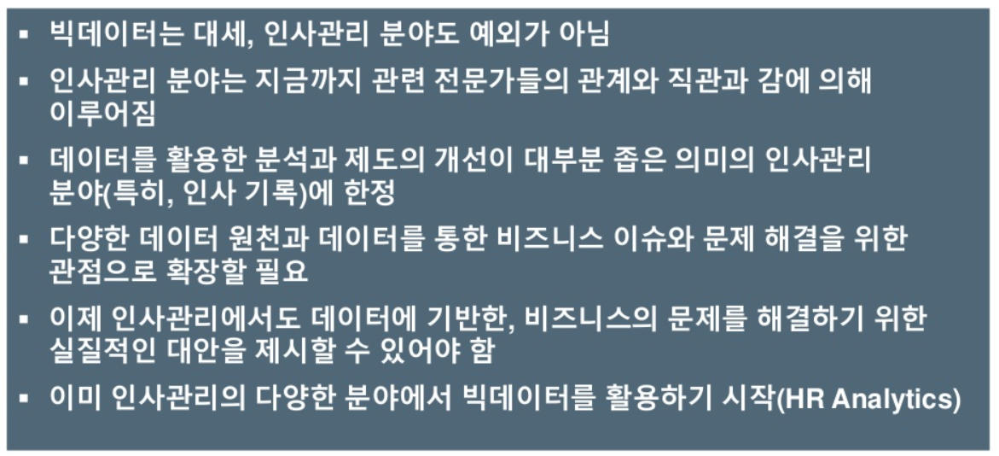 ▪ 빅데이터는 대세, 인사관리 분야도 예외가 아님
▪ 인사관리 분야는 지금까지 관련 전문가들의 관계와 직관과 감에 의해
이루어짐
▪ 데이터를 활용한 분석과 제도의 개선이 대부분 좁은 의미의 인사관리
분야(특히, 인사 기록)에 한정
▪ 다양한 데이터 원천과 데이터를 통한 비즈니스 이슈와 문제 해결을 위한
관점으로 확장할 필요
▪ 이제 인사관리에서도 데이터에 기반한, 비즈니스의 문제를 해결하기 위한
실질적인 대안을 제시할 수 있어야 함
▪ 이미 인사관리의 다양한 분야에서 빅데이터를 활용하기 시작(HR Analytics)